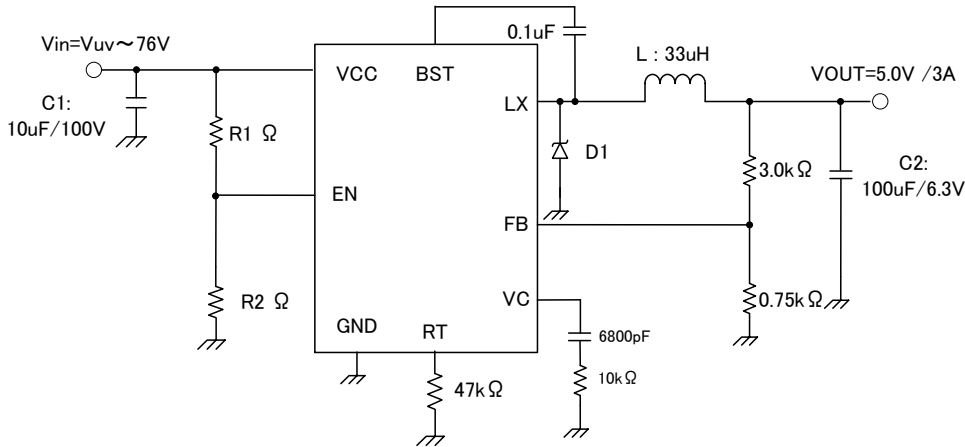 Vin=Vuv～76V
C1:
10uF/100V
R1 Ω
R2 Ω
VCC
BST
LX
EN
FB
VC
GND
RT
0.1uF
L : 33uH
VOUT=5.0V /3A
D1
3.0kΩ
C2:
100uF/6.3V
0.75kΩ
6800pF
10kΩ
47kΩ